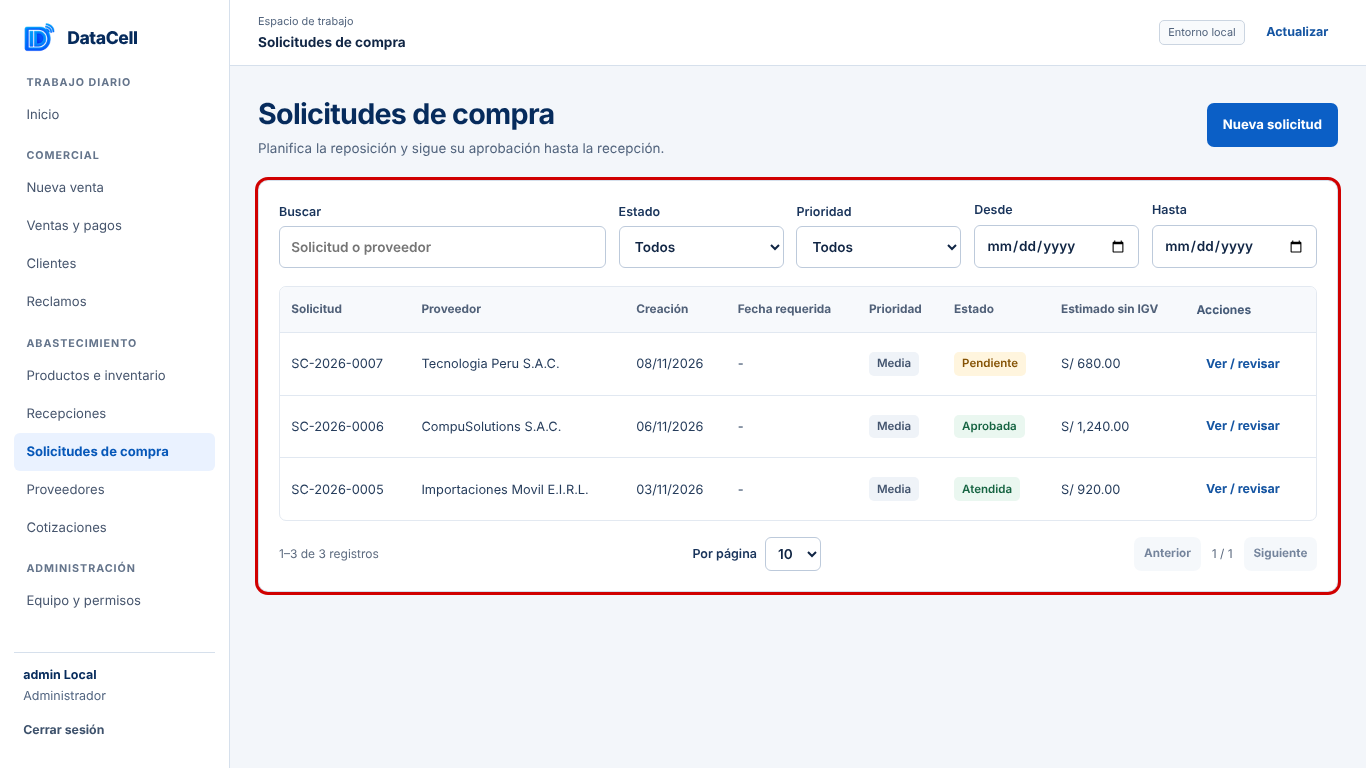 DataCell
TRABAJO DIARIO
Inicio
COMERCIAL
Nueva venta
Ventas y pagos
Clientes
Reclamos
ABASTECIMIENTO
Productos e inventario
Recepciones
Solicitudes de compra
Proveedores
Cotizaciones
ADMINISTRACIÓN
Equipo y permisos
admin Local
Administrador
Cerrar sesión
Espacio de trabajo
Solicitudes de compra
Entorno local
Actualizar
Solicitudes de compra
Planifica la reposición y sigue su aprobación hasta la recepción.
Nueva solicitud
Buscar Estado Prioridad Desde Hasta
Solicitud o proveedor Todos Todos mm/dd/yyyy mm/dd/yyyy
Solicitud Proveedor Creación Fecha requerida Prioridad Estado Estimado sin IGV Acciones
SC-2026-0007 Tecnologia Peru S.A.C. 08/11/2026 - Media Pendiente S/ 680.00 Ver / revisar
SC-2026-0006 CompuSolutions S.A.C. 06/11/2026 - Media Aprobada S/ 1,240.00 Ver / revisar
SC-2026-0005 Importaciones Movil E.I.R.L. 03/11/2026 - Media Atendida S/ 920.00 Ver / revisar
1–3 de 3 registros Por página 10 Anterior 1 / 1 Siguiente